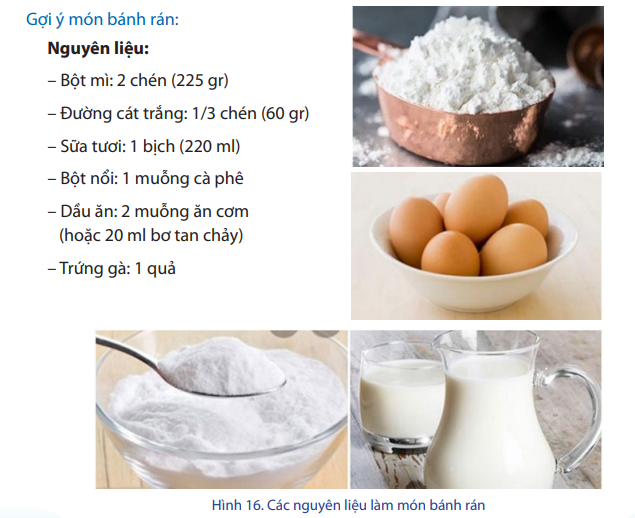 Gợi ý món bánh rán:
Nguyên liệu:
– Bột mì: 2 chén (225 gr)
– Đường cát trắng: 1/3 chén (60 gr)
– Sữa tươi: 1 bịch (220 ml)
– Bột nổi: 1 muỗng cà phê
– Dầu ăn: 2 muỗng ăn cơm
(hoặc 20 ml bơ tan chảy)
– Trứng gà: 1 quả
Hình 16. Các nguyên liệu làm món bánh rán